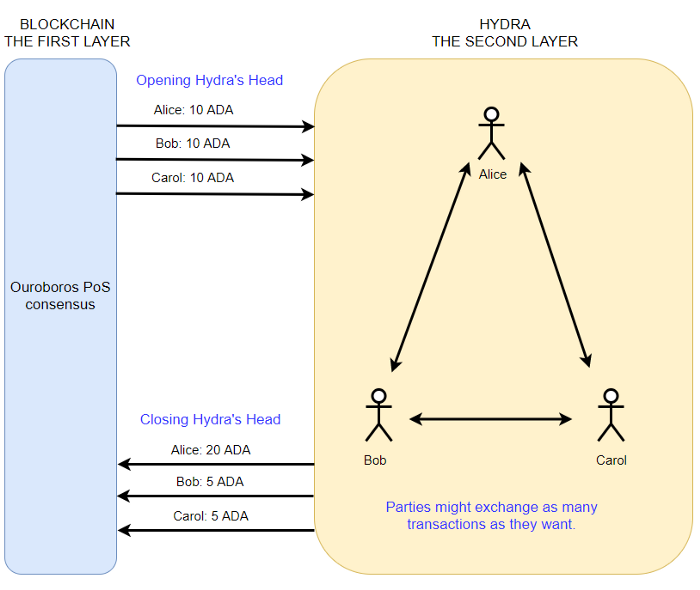 BLOCKCHAIN
THE FIRST LAYER
HYDRA
THE SECOND LAYER
Opening Hydra's Head
Alice: 10 ADA
Bob: 10 ADA
Carol: 10 ADA
Alice
Ouroboros PoS
consensus
Closing Hydra's Head
Alice: 20 ADA
Bob: 5 ADA
Carol: 5 ADA
Bob
Carol
Parties might exchange as many
transactions as they want.